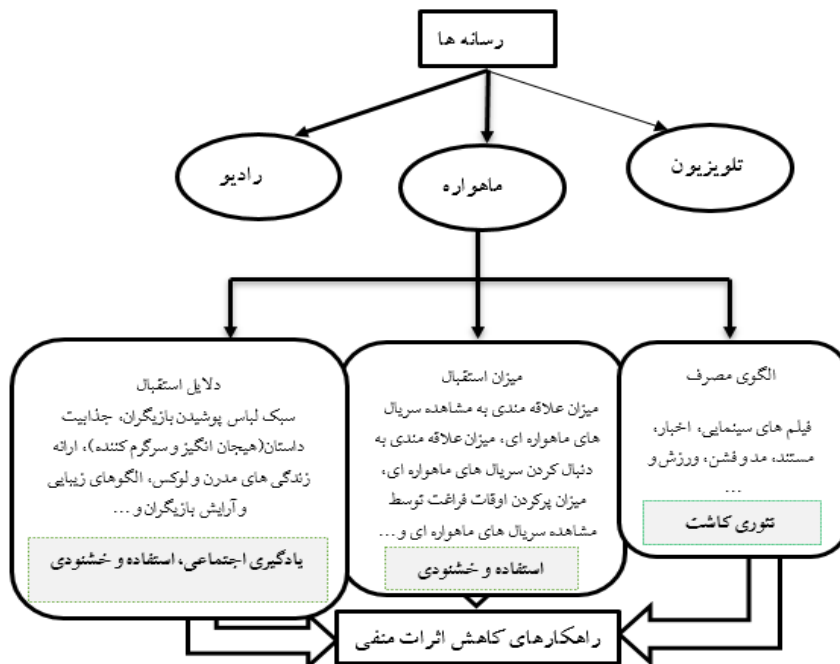 رسانه ها
تلویزیون
ماهواره
رادیو
الگوی مصرف
فیلم های سینمایی، اخبار،
مستند، مد و فشن، ورزش و
...
تئوری کاشت
میزان استقبال
میزان علاقه مندی به مشاهده سریال
های ماهواره ای، میزان علاقه مندی به
دنبال کردن سریال های ماهواره ای،
میزان پرکردن اوقات فراغت توسط
مشاهده سریال های ماهواره ای و...
استفاده و خشنودی
دلایل استقبال
سبک لباس پوشیدن بازیگران، جذابیت
داستان(هیجان انگیز و سرگرم کننده)، ارائه
زندگی های مدرن و لوکس، الگوهای زیبایی
و آرایش بازیگران و ...
یادگیری اجتماعی، استفاده و خشنودی
راهکارهای کاهش اثرات منفی